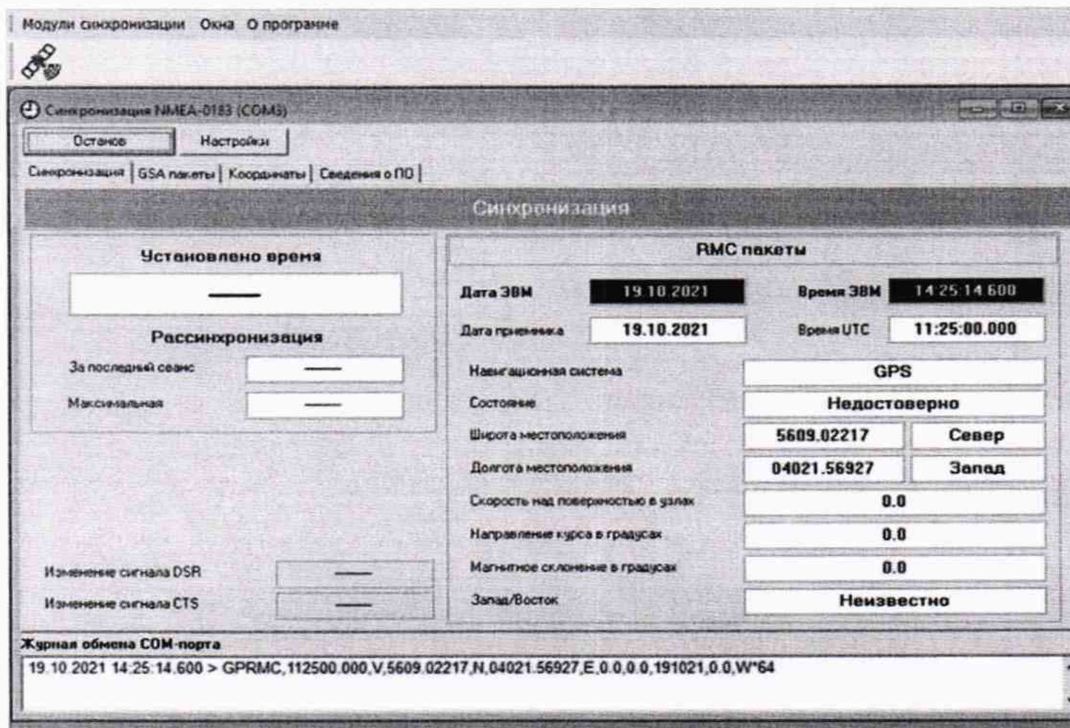 Модули синхронизации Окна О программе
Синхронизация NMEA-0183 (COM3)
Останов Настройки
Синхронизация GSA пакеты Координаты Сведения о ПО
Синхронизация
Установлено время
Рассинхронизация
За последний сеанс
Максимальная
Изменение сигнала DSR
Изменение сигнала CTS
RMC пакеты
Дата ЭВМ 19.10.2021 Время ЭВМ 14:25:14.600
Дата приемника 19.10.2021 Время UTC 11:25:00.000
Навигационная система GPS
Состояние Недостоверно
Широта местоположения 5609.02217 Север
Долгота местоположения 04021.56927 Запад
Скорость над поверхностью в узлах 0.0
Направление курса в градусах 0.0
Магнитное склонение в градусах 0.0
Запад/Восток Неизвестно
Журнал обмена COM-порта
19.10.2021 14:25:14.600 > GPRMC,112500.000,V,5609.02217,N,04021.56927,E,0.0,0.0,191021,0.0,W*64